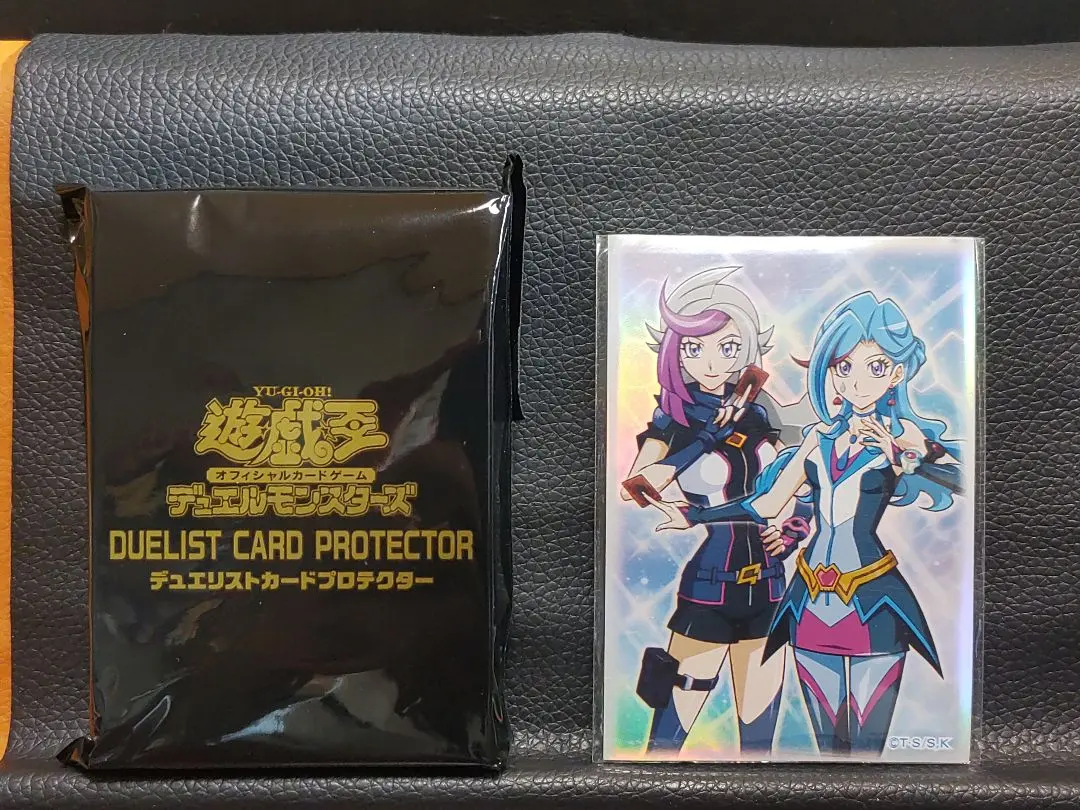 YU-GI-OH!
遊戯王
オフィシャルカードゲーム
デュエルモンスターズ
DUELIST CARD PROTECTOR
デュエリストカードプロテクター
©T･S/S.K